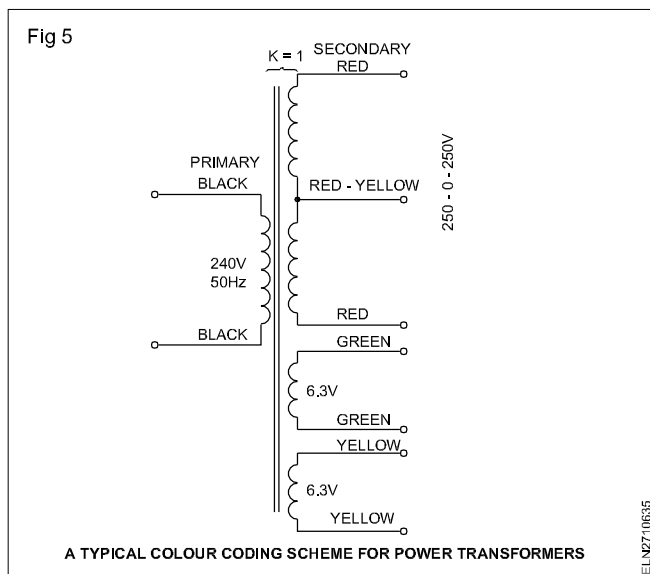 Fig 5
K = 1
SECONDARY
RED
PRIMARY
BLACK
RED - YELLOW
250 - 0 - 250V
240V
50Hz
RED
BLACK
GREEN
6.3V
GREEN
YELLOW
6.3V
YELLOW
A TYPICAL COLOUR CODING SCHEME FOR POWER TRANSFORMERS
ELN2710635